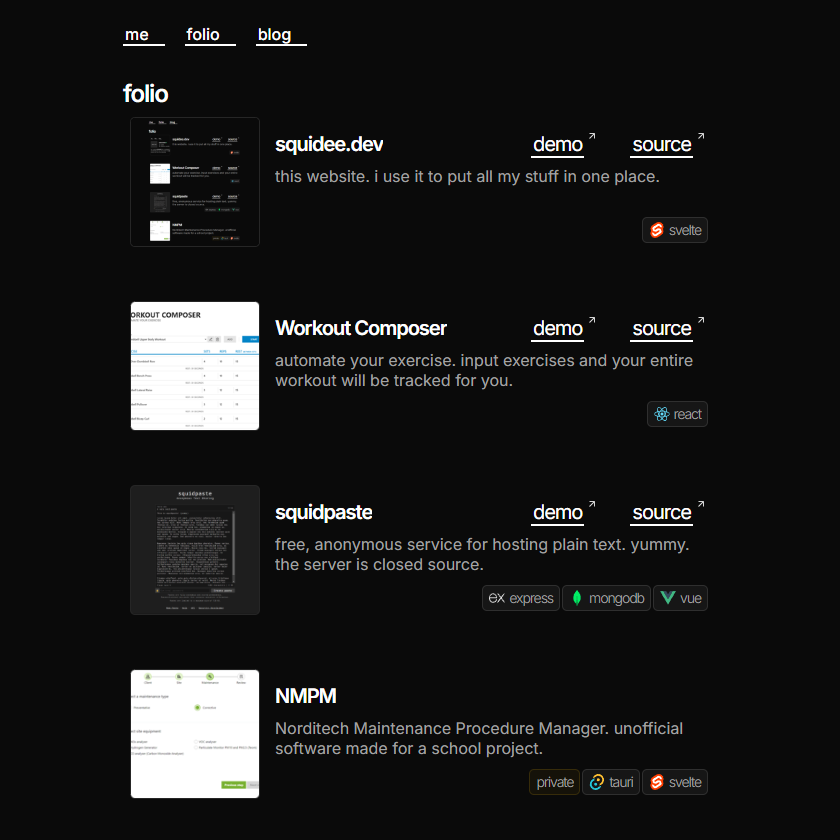 me folio blog
folio
squidee.dev demo source
this website. i use it to put all my stuff in one place.
svelte
WORKOUT COMPOSER
Workout Composer demo source
automate your exercise. input exercises and your entire
workout will be tracked for you.
react
squidpaste
squidpaste demo source
free, anonymous service for hosting plain text. yummy.
the server is closed source.
express mongodb vue
NMPM
Norditech Maintenance Procedure Manager. unofficial
software made for a school project.
private tauri svelte